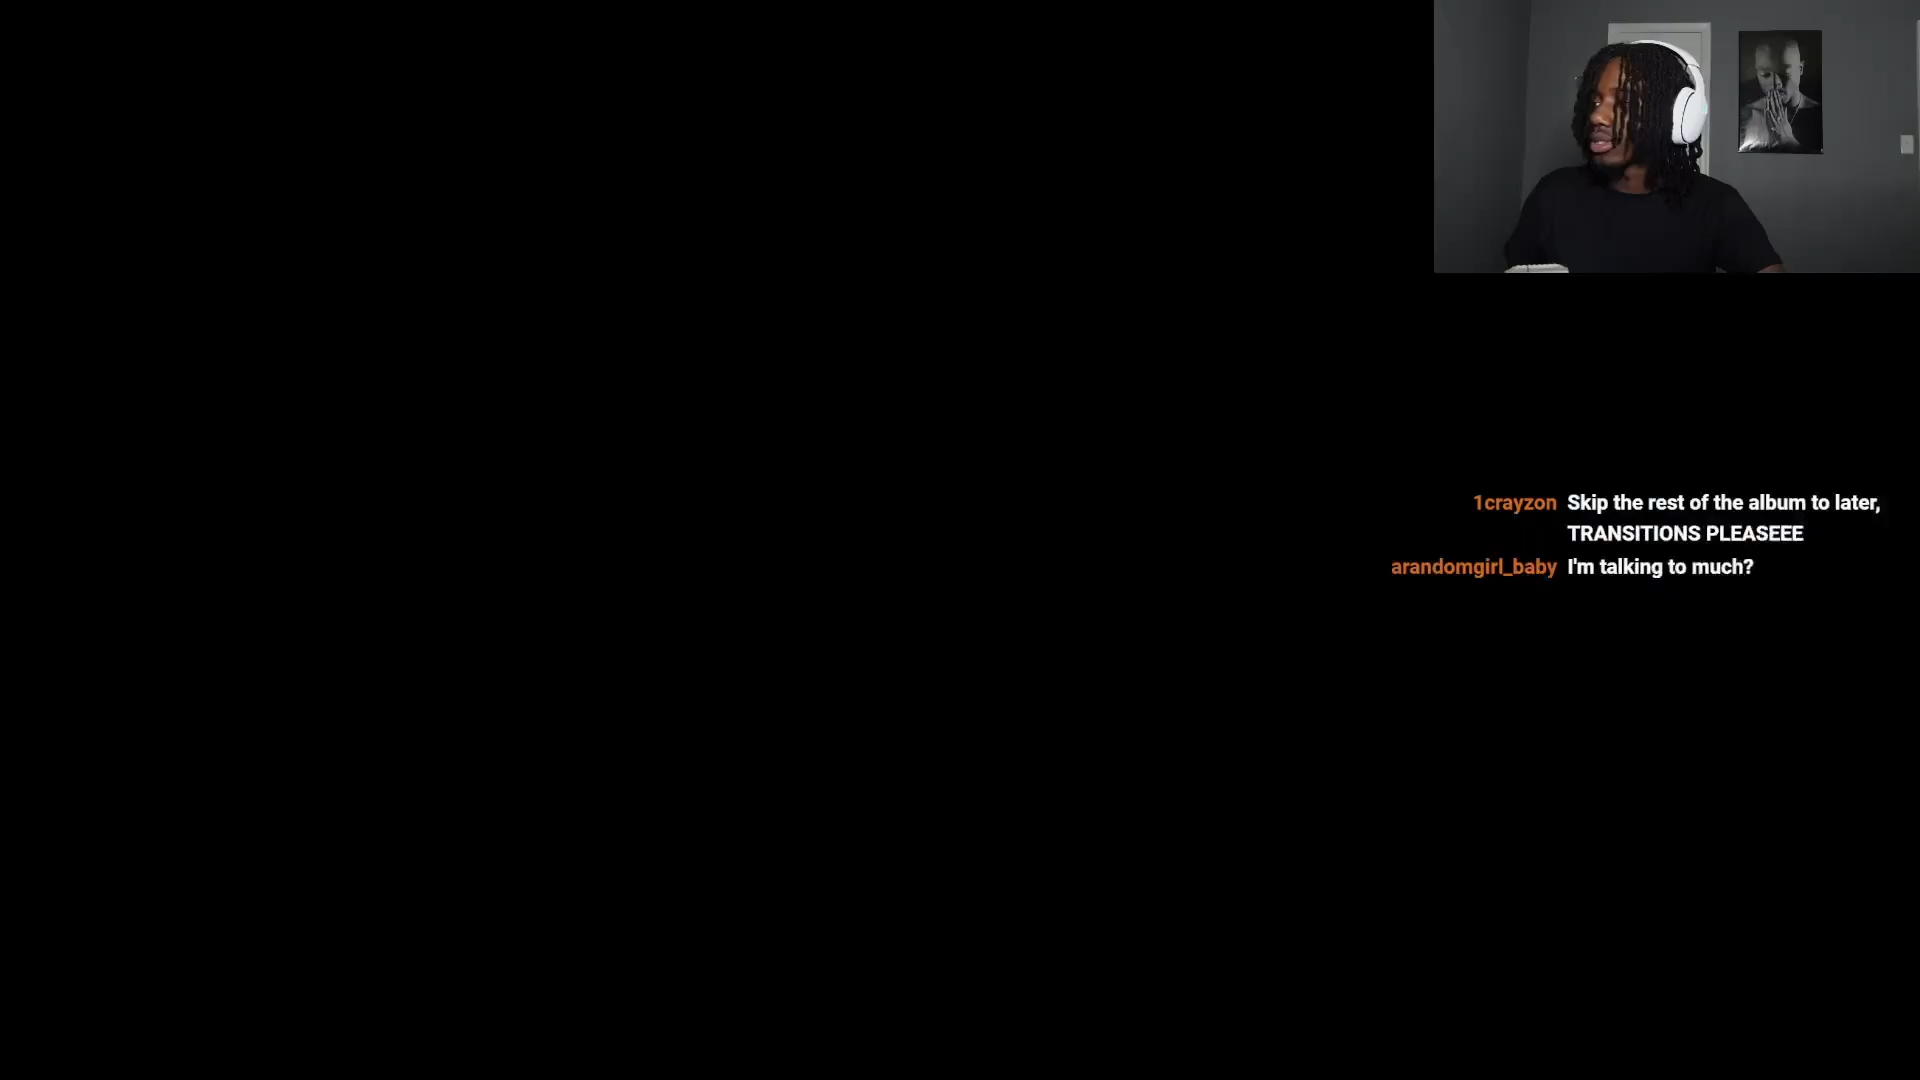 1crayzon Skip the rest of the album to later,
TRANSITIONS PLEASEEE
arandomgirl_baby I'm talking to much?